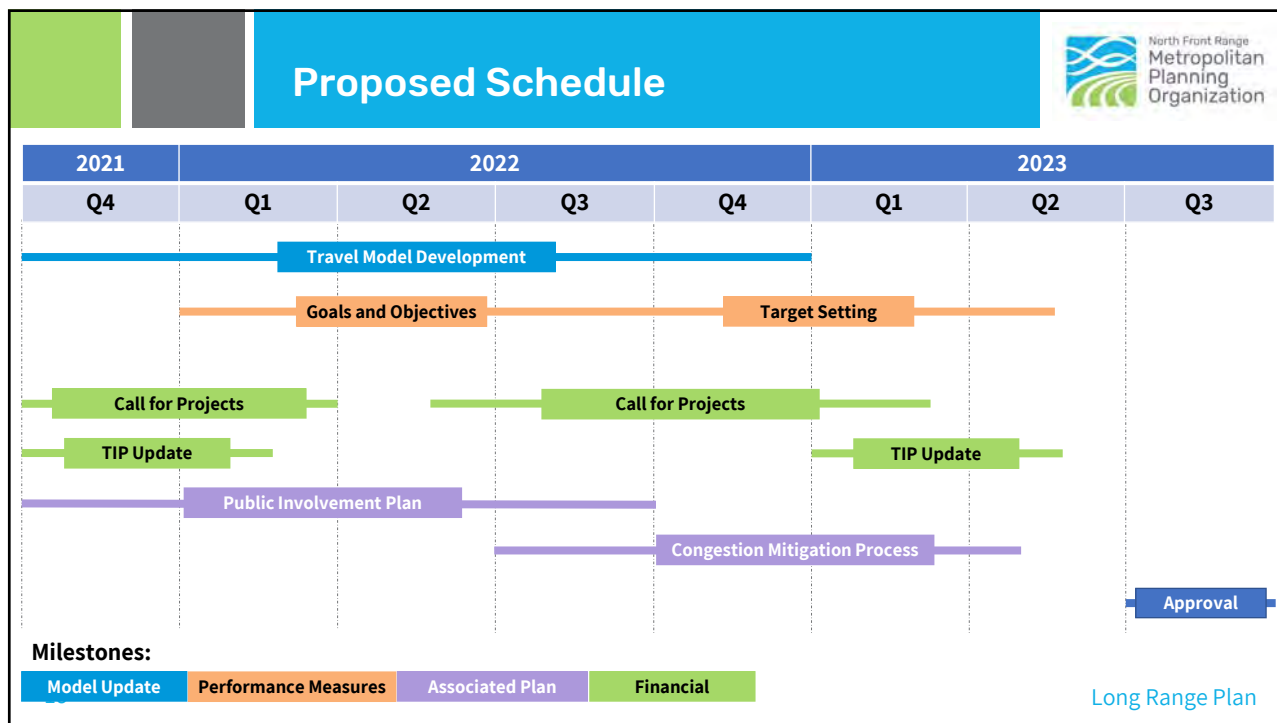 Proposed Schedule
North Front Range
Metropolitan
Planning
Organization
2021 2022 2023
Q4 Q1 Q2 Q3 Q4 Q1 Q2 Q3
Travel Model Development
Goals and Objectives Target Setting
Call for Projects Call for Projects
TIP Update TIP Update
Public Involvement Plan
Congestion Mitigation Process
Approval
Milestones:
Model Update Performance Measures Associated Plan Financial
Long Range Plan